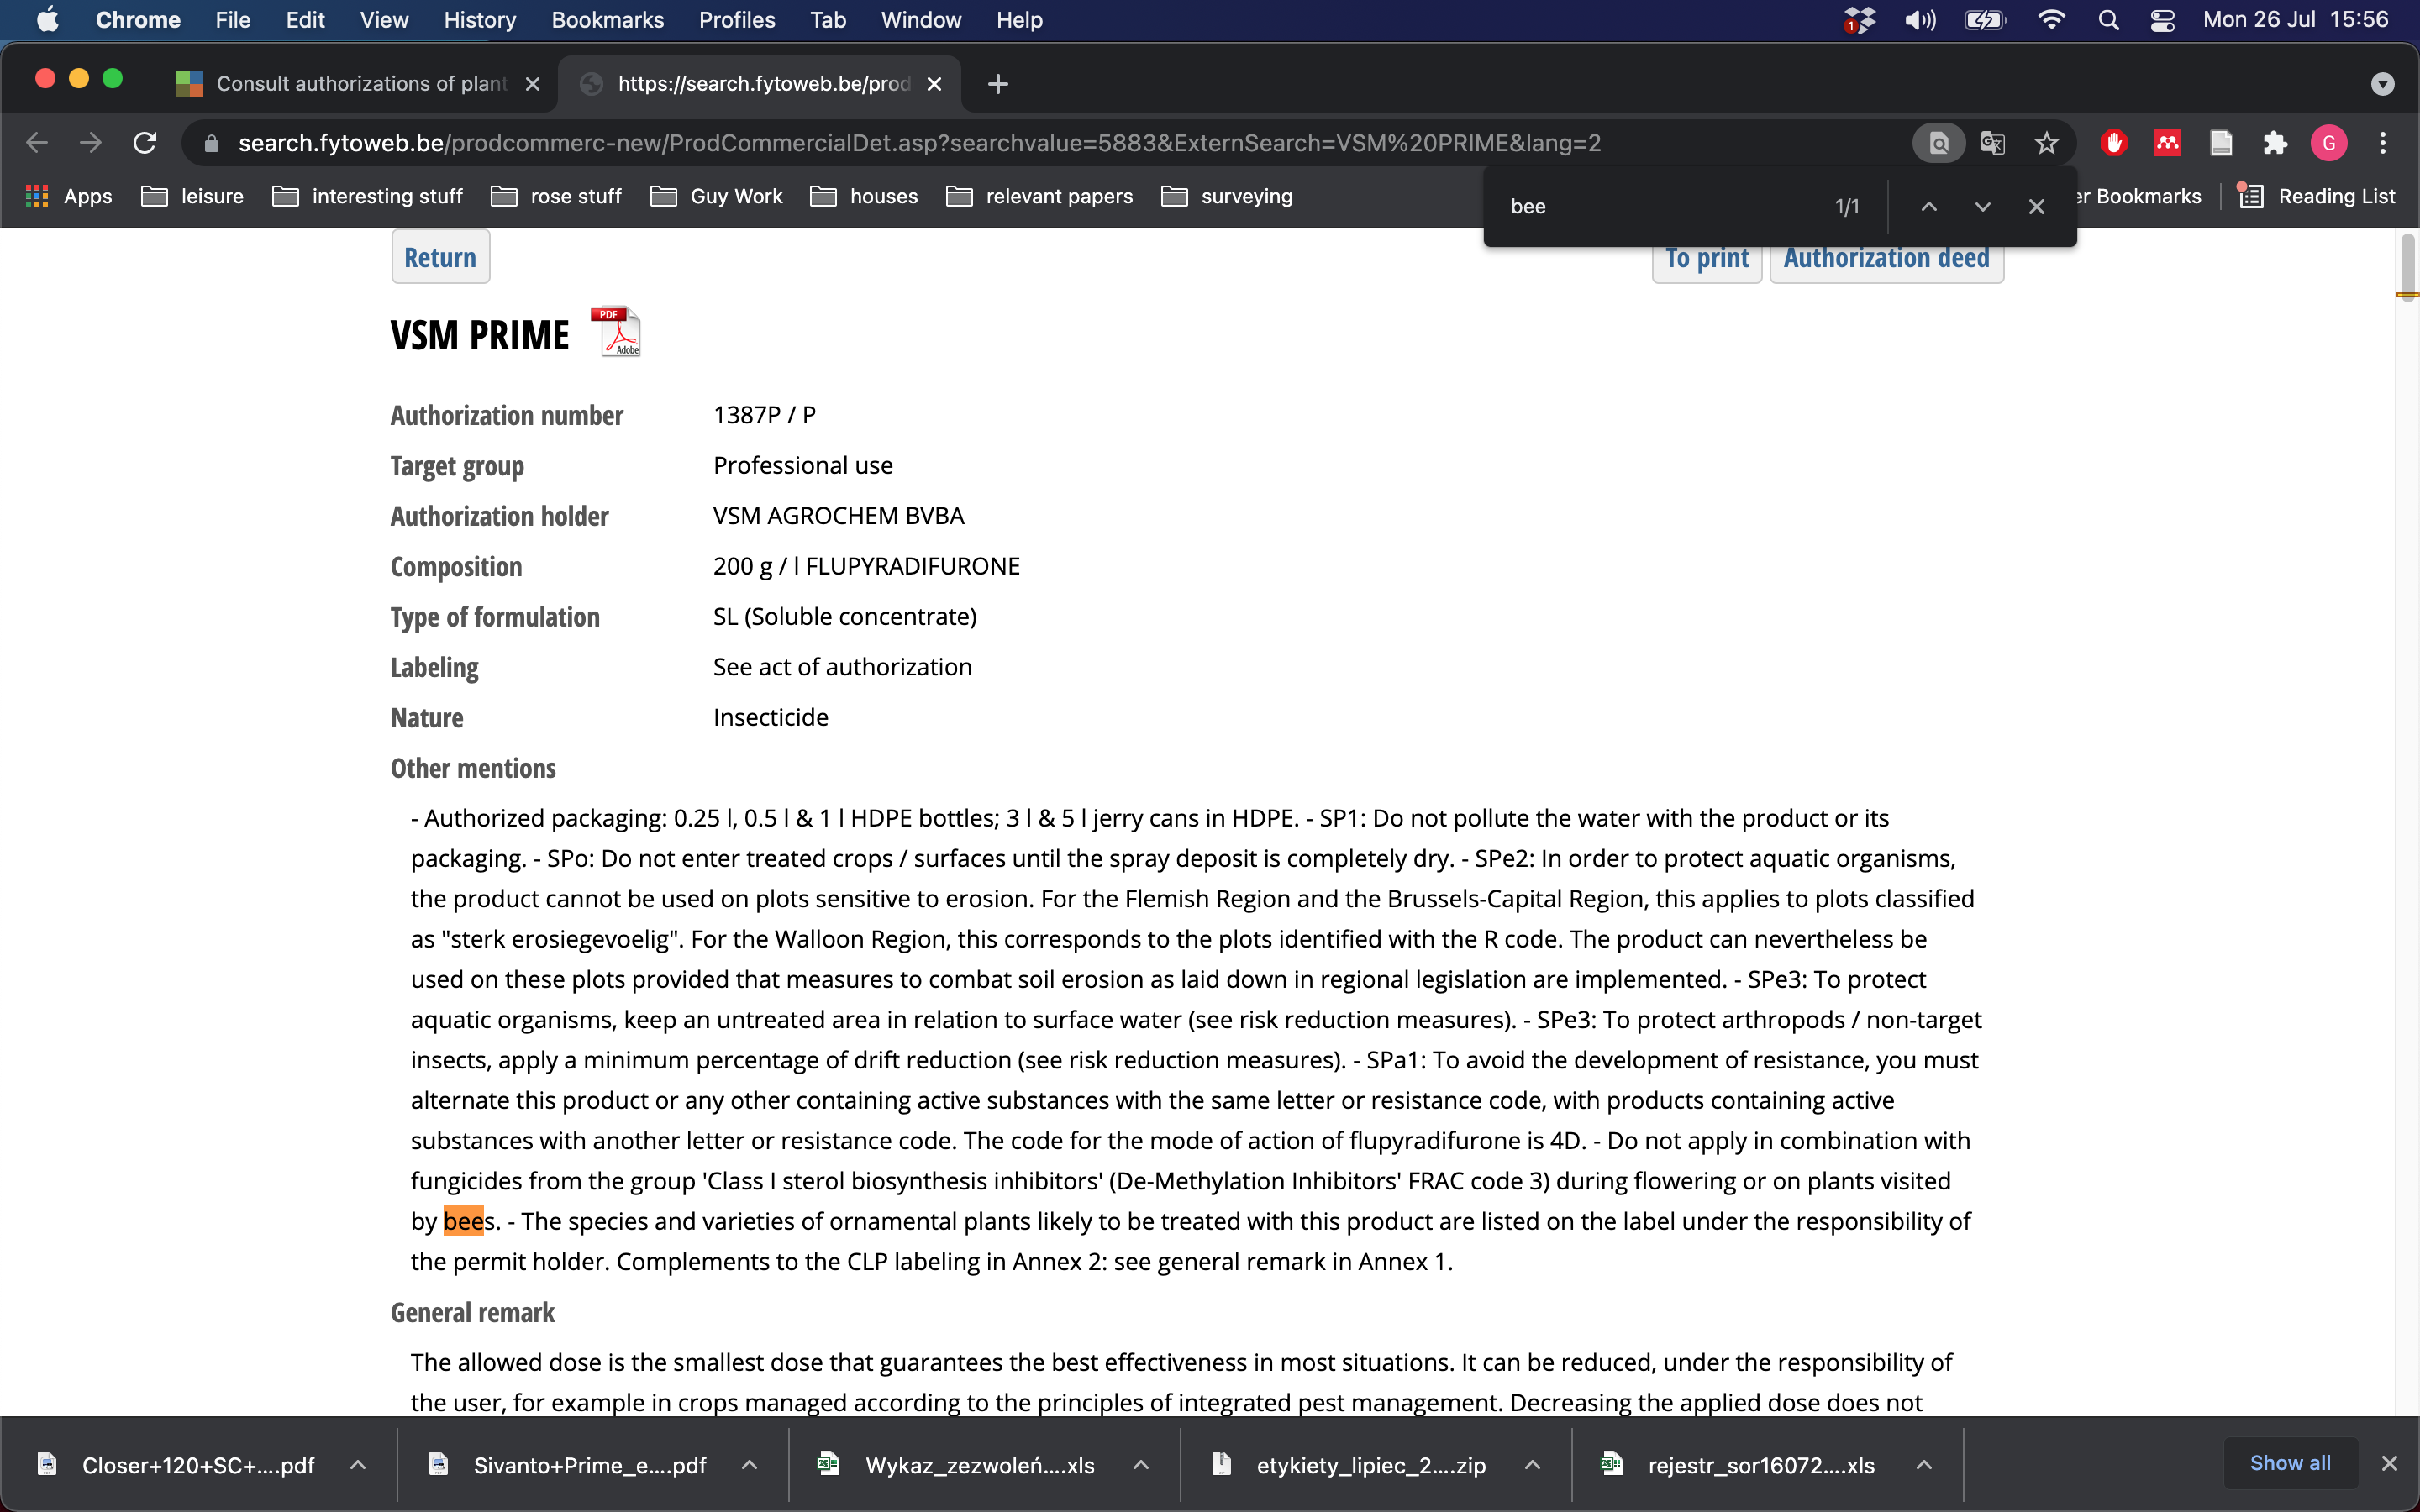 Chrome File Edit View History Bookmarks Profiles Tab Window Help 1 Mon 26 Jul 15:56
Consult authorizations of plant https://search.fytoweb.be/prod
search.fytoweb.be/prodcommerc-new/ProdCommercialDet.asp?searchvalue=5883&ExternSearch=VSM%20PRIME&lang=2 G
Apps leisure interesting stuff rose stuff Guy Work houses relevant papers surveying er Bookmarks Reading List
bee 1/1
Return To print Authorization deed
VSM PRIME PDF Adobe
Authorization number 1387P / P
Target group Professional use
Authorization holder VSM AGROCHEM BVBA
Composition 200 g / l FLUPYRADIFURONE
Type of formulation SL (Soluble concentrate)
Labeling See act of authorization
Nature Insecticide
Other mentions
- Authorized packaging: 0.25 l, 0.5 l & 1 l HDPE bottles; 3 l & 5 l jerry cans in HDPE. - SP1: Do not pollute the water with the product or its
packaging. - SPo: Do not enter treated crops / surfaces until the spray deposit is completely dry. - SPe2: In order to protect aquatic organisms,
the product cannot be used on plots sensitive to erosion. For the Flemish Region and the Brussels-Capital Region, this applies to plots classified
as "sterk erosiegevoelig". For the Walloon Region, this corresponds to the plots identified with the R code. The product can nevertheless be
used on these plots provided that measures to combat soil erosion as laid down in regional legislation are implemented. - SPe3: To protect
aquatic organisms, keep an untreated area in relation to surface water (see risk reduction measures). - SPe3: To protect arthropods / non-target
insects, apply a minimum percentage of drift reduction (see risk reduction measures). - SPa1: To avoid the development of resistance, you must
alternate this product or any other containing active substances with the same letter or resistance code, with products containing active
substances with another letter or resistance code. The code for the mode of action of flupyradifurone is 4D. - Do not apply in combination with
fungicides from the group 'Class I sterol biosynthesis inhibitors' (De-Methylation Inhibitors' FRAC code 3) during flowering or on plants visited
by bees. - The species and varieties of ornamental plants likely to be treated with this product are listed on the label under the responsibility of
the permit holder. Complements to the CLP labeling in Annex 2: see general remark in Annex 1.
General remark
The allowed dose is the smallest dose that guarantees the best effectiveness in most situations. It can be reduced, under the responsibility of
the user, for example in crops managed according to the principles of integrated pest management. Decreasing the applied dose does not
Closer+120+SC+....pdf Sivanto+Prime_e....pdf Wykaz_zezwoleń....xls etykiety_lipiec_2....zip rejestr_sor16072....xls Show all